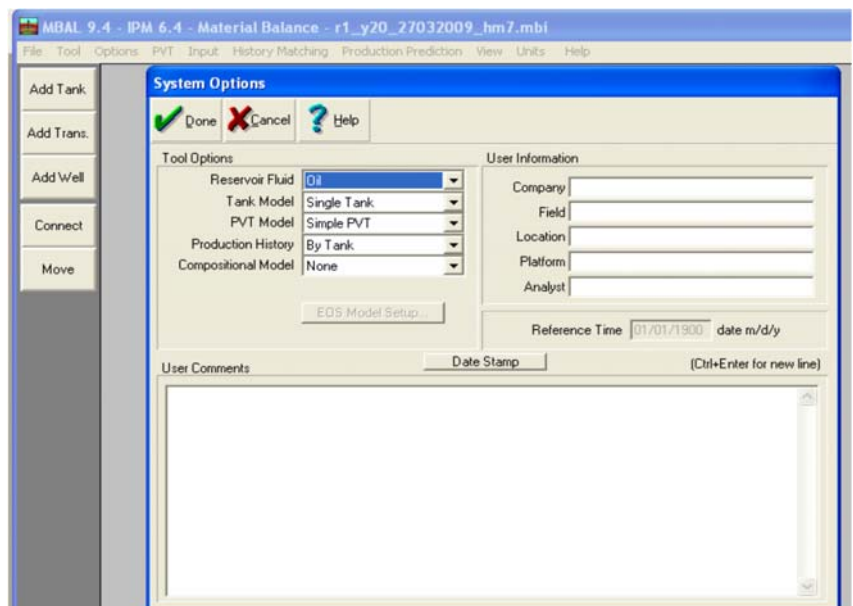 MBAL 9.4 - IPM 6.4 - Material Balance - r1_y20_27032009_hm7.mbi
File Tool Options PVT Input History Matching Production Prediction View Units Help
Add Tank
Add Trans.
Add Well
Connect
Move
System Options
Done Cancel Help
Tool Options
Reservoir Fluid Oil
Tank Model Single Tank
PVT Model Simple PVT
Production History By Tank
Compositional Model None
EOS Model Setup...
User Information
Company
Field
Location
Platform
Analyst
Reference Time 01/01/1900 date m/d/y
User Comments Date Stamp (Ctrl+Enter for new line)